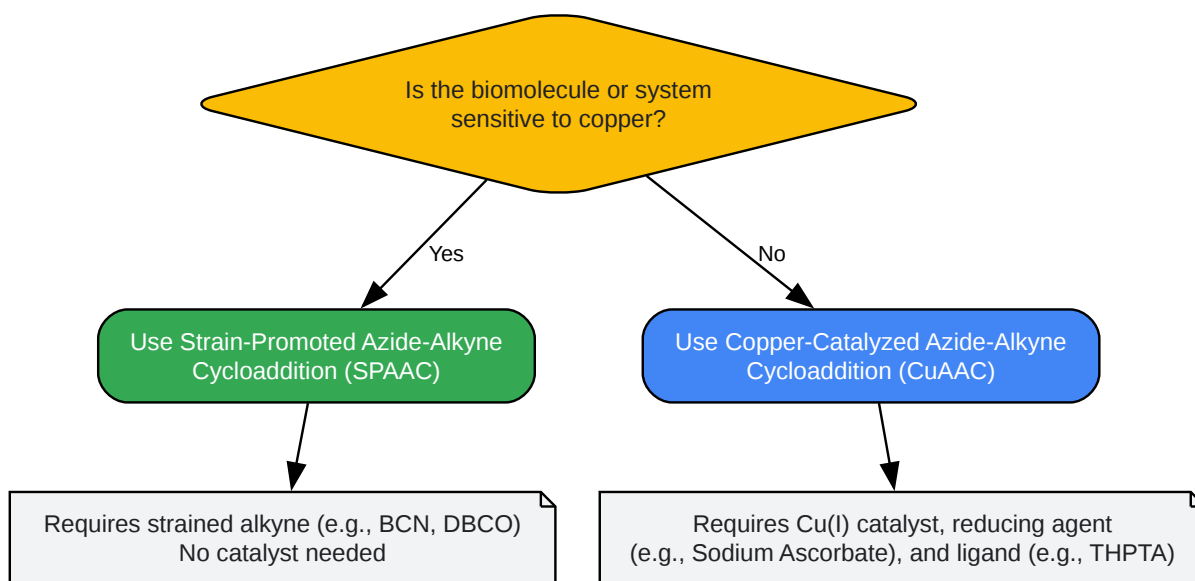 Is the biomolecule or system
sensitive to copper?
Yes
No
Use Strain-Promoted Azide-Alkyne
Cycloaddition (SPAAC)
Use Copper-Catalyzed Azide-Alkyne
Cycloaddition (CuAAC)
Requires strained alkyne (e.g., BCN, DBCO)
No catalyst needed
Requires Cu(I) catalyst, reducing agent
(e.g., Sodium Ascorbate), and ligand (e.g., THPTA)